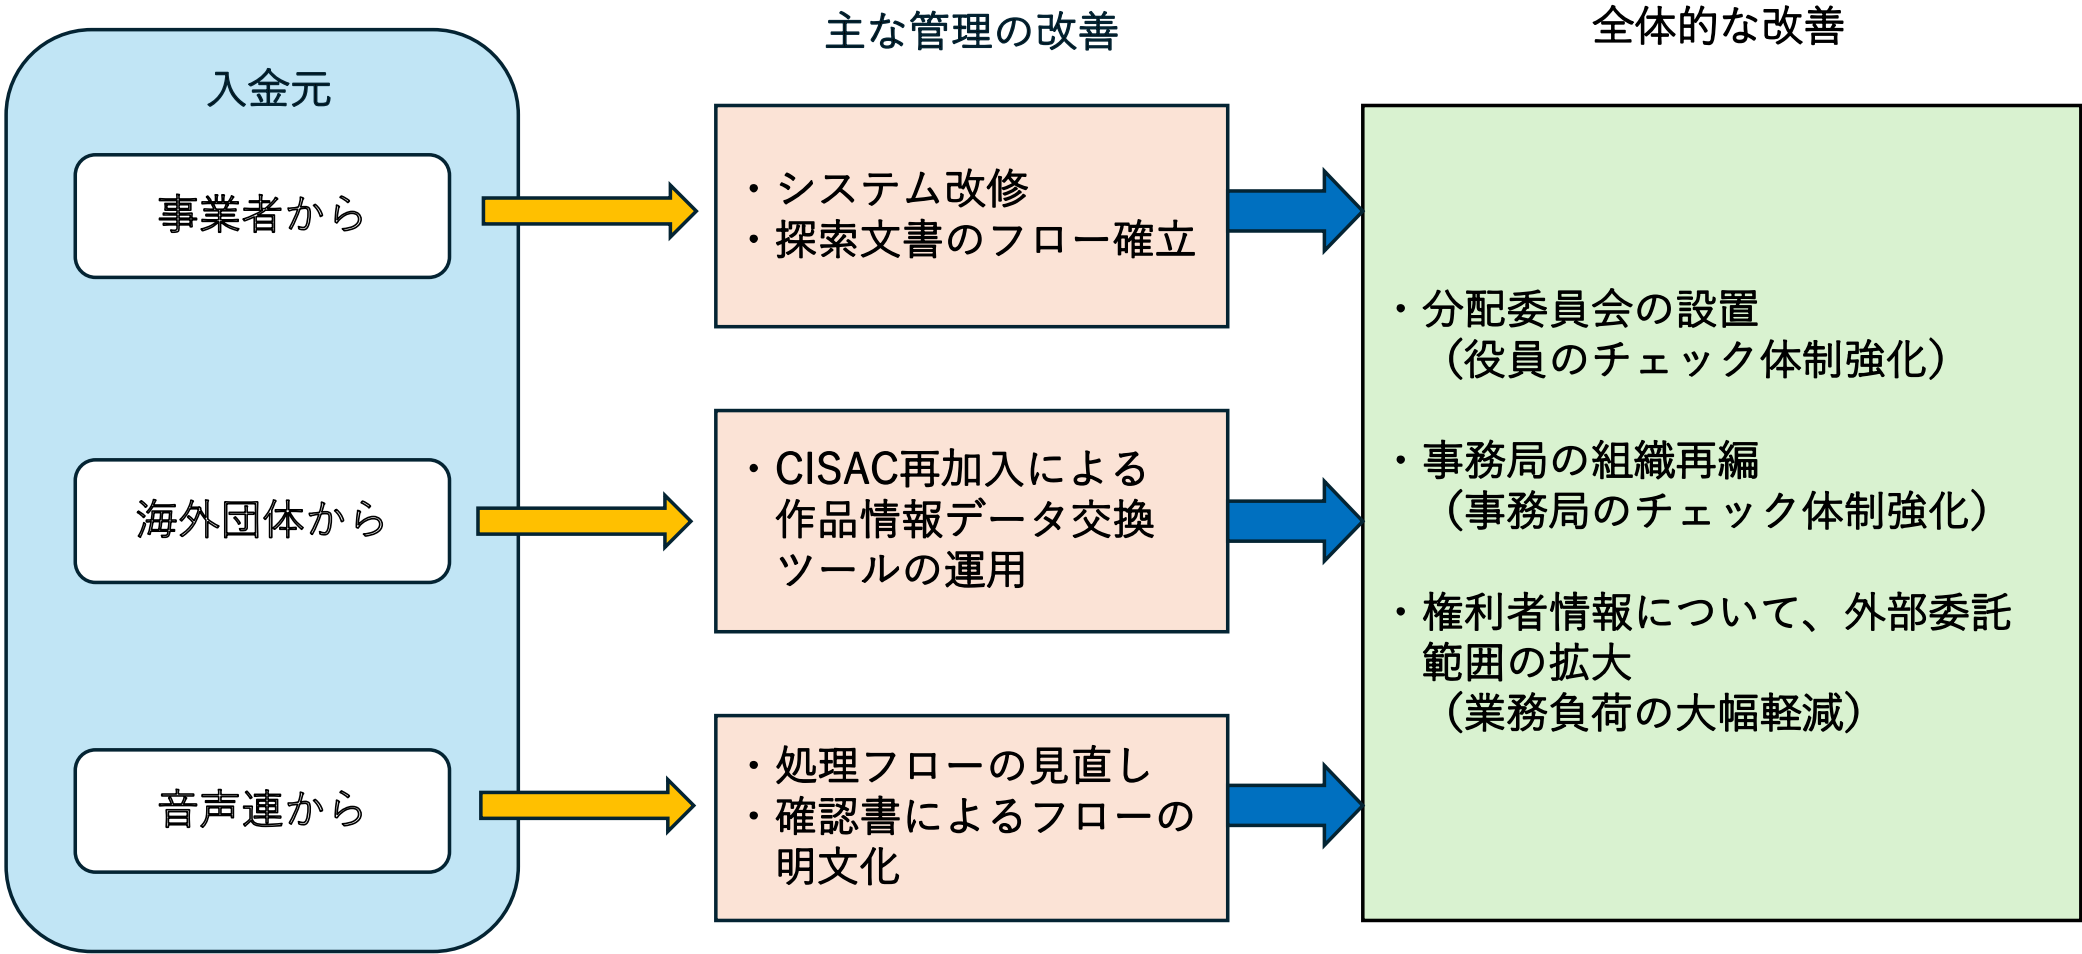 主な管理の改善
全体的な改善
入金元
事業者から
・システム改修
・探索文書のフロー確立
海外団体から
・CISAC再加入による
作品情報データ交換
ツールの運用
音声連から
・処理フローの見直し
・確認書によるフローの
明文化
・分配委員会の設置
（役員のチェック体制強化）
・事務局の組織再編
（事務局のチェック体制強化）
・権利者情報について、外部委託
範囲の拡大
（業務負荷の大幅軽減）